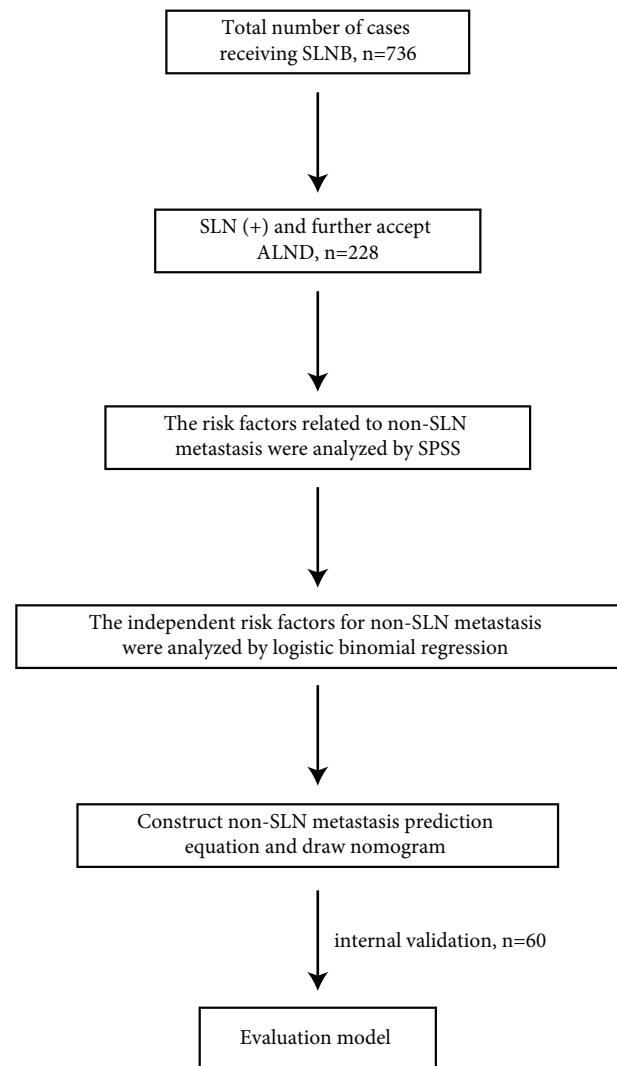 Total number of cases
receiving SLNB, n=736
SLN (+) and further accept
ALND, n=228
The risk factors related to non-SLN
metastasis were analyzed by SPSS
The independent risk factors for non-SLN metastasis
were analyzed by logistic binomial regression
Construct non-SLN metastasis prediction
equation and draw nomogram
internal validation, n=60
Evaluation model